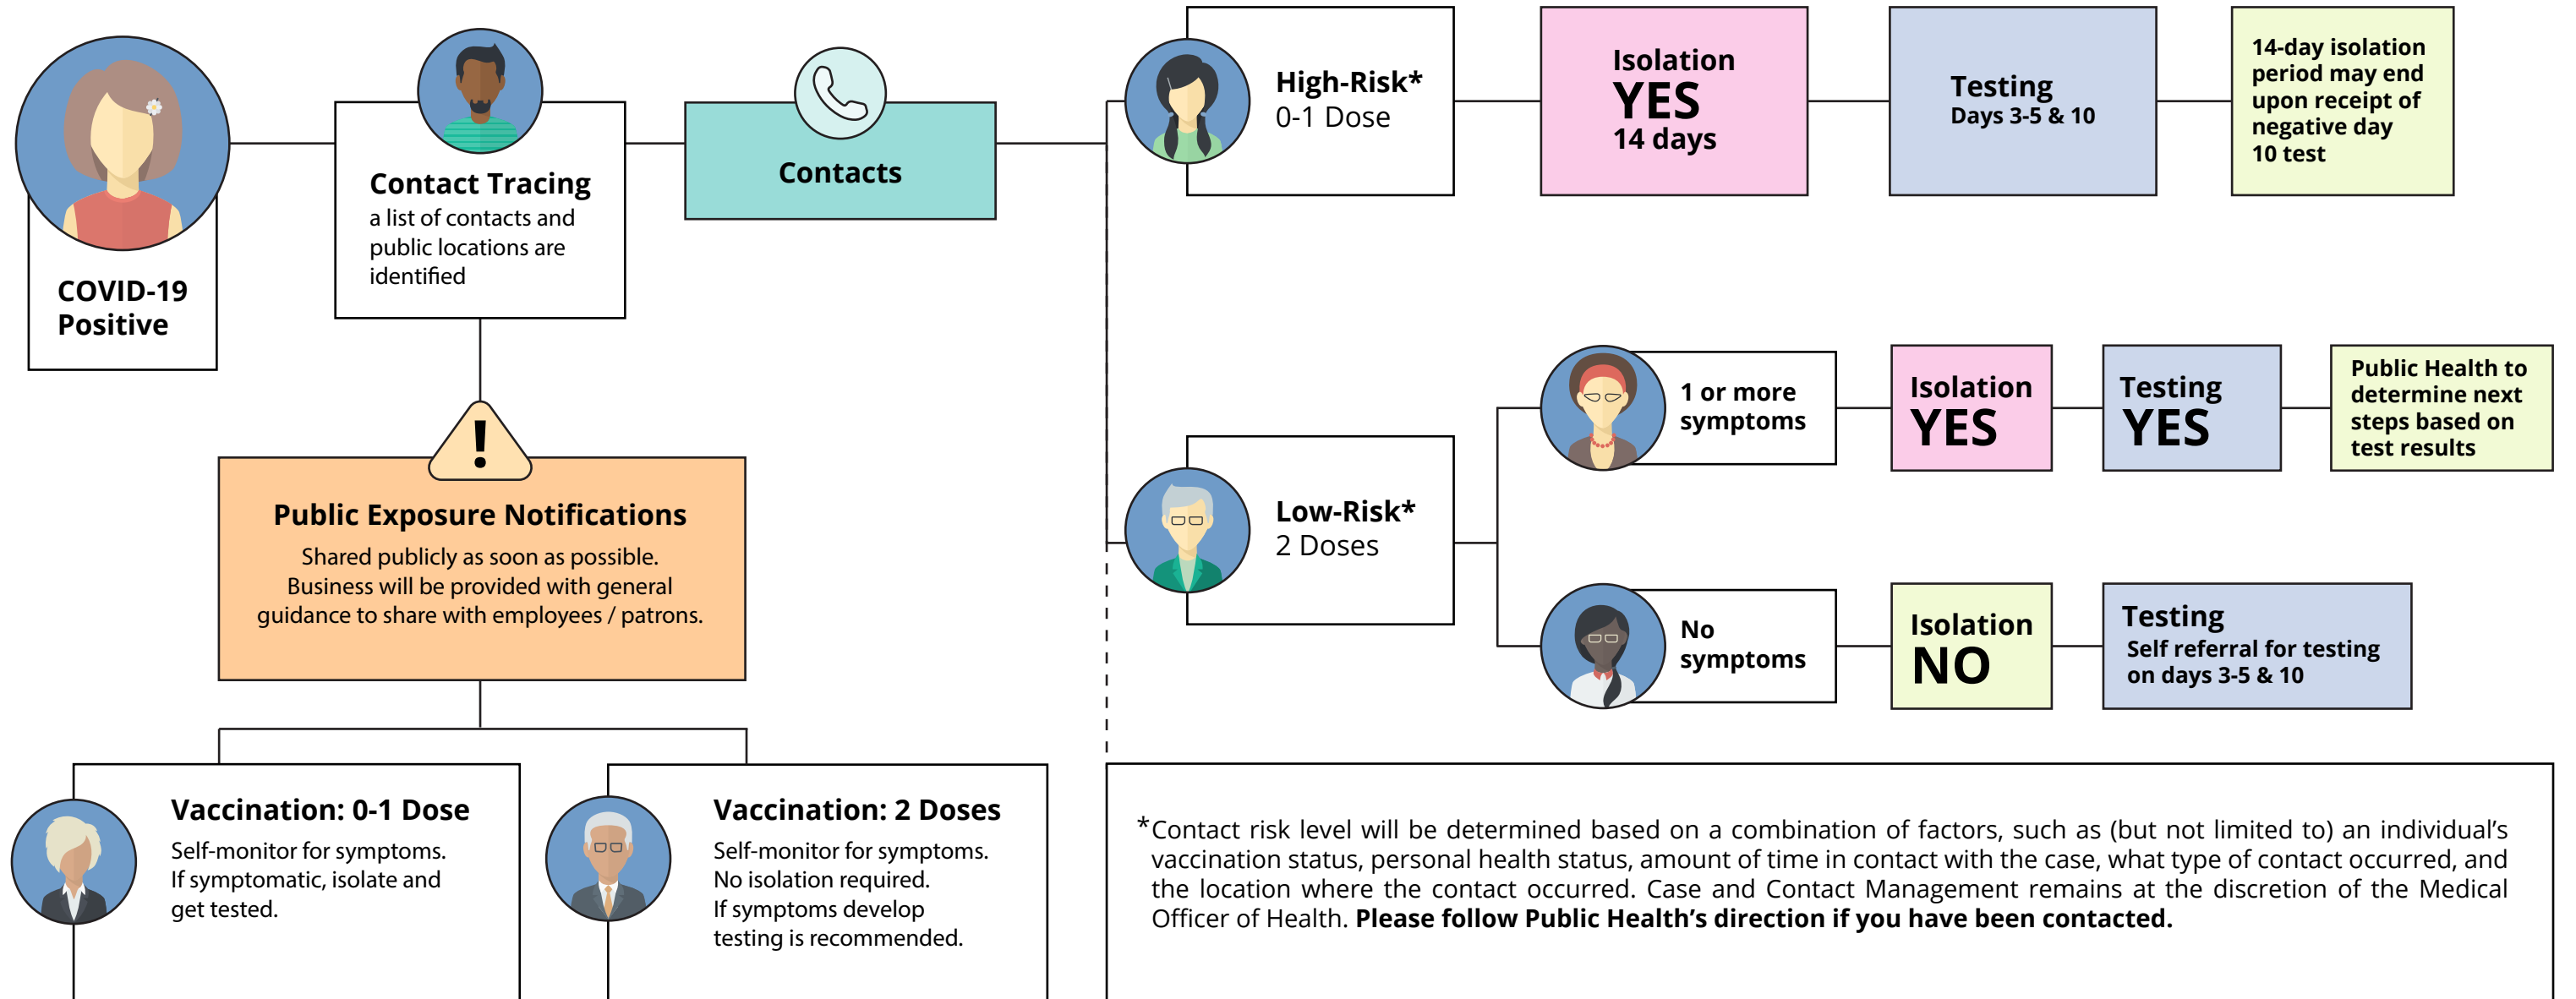 COVID-19
Positive
Contact Tracing
a list of contacts and
public locations are
identified
Contacts
High-Risk*
0-1 Dose
Isolation
YES
14 days
Testing
Days 3-5 & 10
14-day isolation
period may end
upon receipt of
negative day
10 test
!
Public Exposure Notifications
Shared publicly as soon as possible.
Business will be provided with general
guidance to share with employees / patrons.
Low-Risk*
2 Doses
1 or more
symptoms
Isolation
YES
Testing
YES
Public Health to
determine next
steps based on
test results
No
symptoms
Isolation
NO
Testing
Self referral for testing
on days 3-5 & 10
Vaccination: 0-1 Dose
Self-monitor for symptoms.
If symptomatic, isolate and
get tested.
Vaccination: 2 Doses
Self-monitor for symptoms.
No isolation required.
If symptoms develop
testing is recommended.
*Contact risk level will be determined based on a combination of factors, such as (but not limited to) an individual’s
vaccination status, personal health status, amount of time in contact with the case, what type of contact occurred, and
the location where the contact occurred. Case and Contact Management remains at the discretion of the Medical
Officer of Health. Please follow Public Health’s direction if you have been contacted.